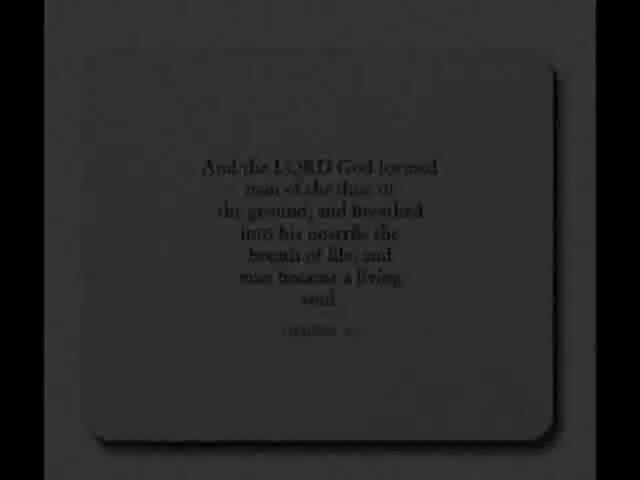 And the LORD God formed
man of the dust of
the ground, and breathed
into his nostrils the
breath of life; and
man became a living
soul.